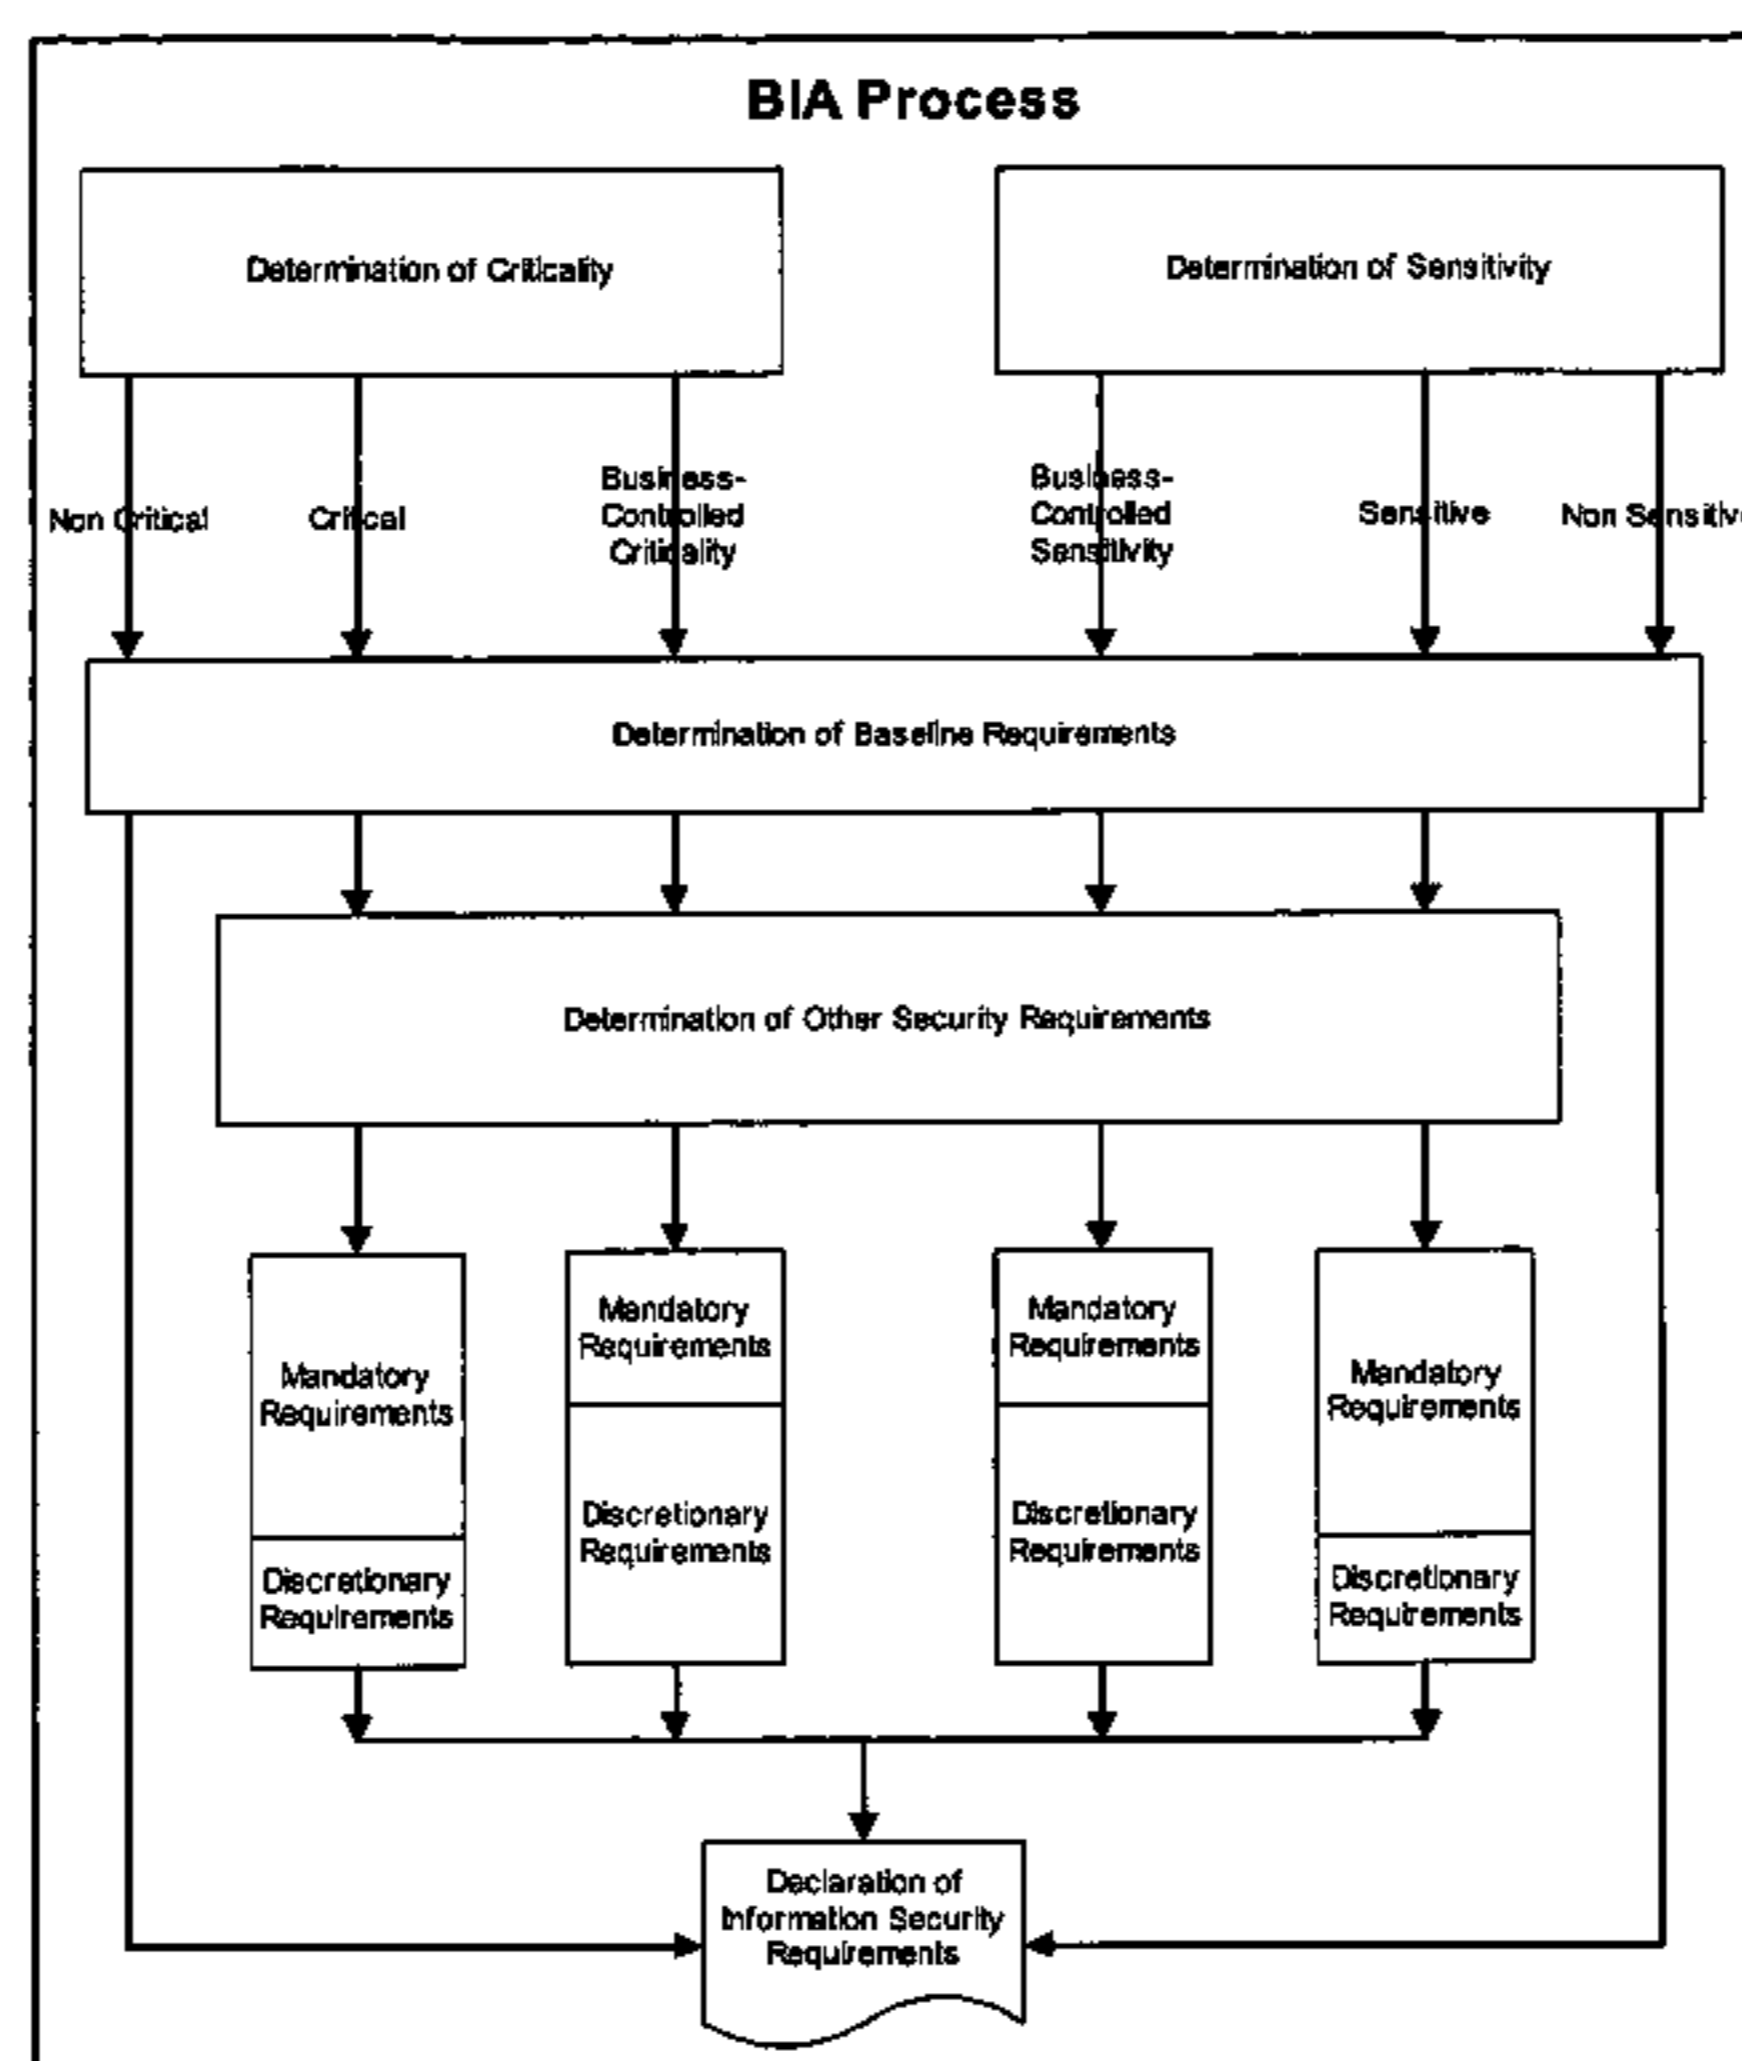 BIA Process
Determination of Criticality
Determination of Sensitivity
Non Critical
Critical
Business-
Controlled
Criticality
Business-
Controlled
Sensitivity
Sensitive
Non Sensitive
Determination of Baseline Requirements
Determination of Other Security Requirements
Mandatory
Requirements
Discretionary
Requirements
Mandatory
Requirements
Discretionary
Requirements
Mandatory
Requirements
Discretionary
Requirements
Mandatory
Requirements
Discretionary
Requirements
Declaration of
Information Security
Requirements